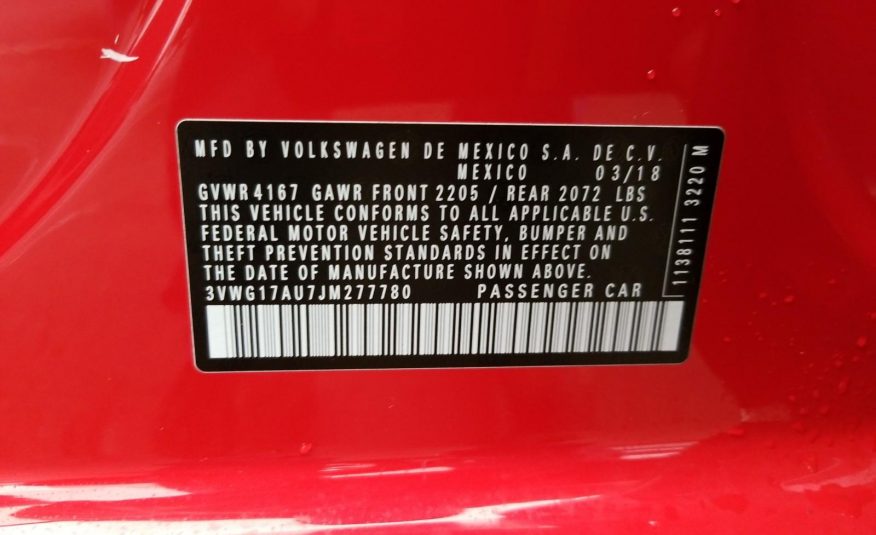 MFD BY VOLKSWAGEN DE MEXICO S.A. DE C.V.
MEXICO 03/18
GVWR 4167 GAWR FRONT 2205 / REAR 2072 LBS
THIS VEHICLE CONFORMS TO ALL APPLICABLE U.S.
FEDERAL MOTOR VEHICLE SAFETY, BUMPER AND
THEFT PREVENTION STANDARDS IN EFFECT ON
THE DATE OF MANUFACTURE SHOWN ABOVE.
3VWG17AU7JM277780 PASSENGER CAR
1138111 3220 M